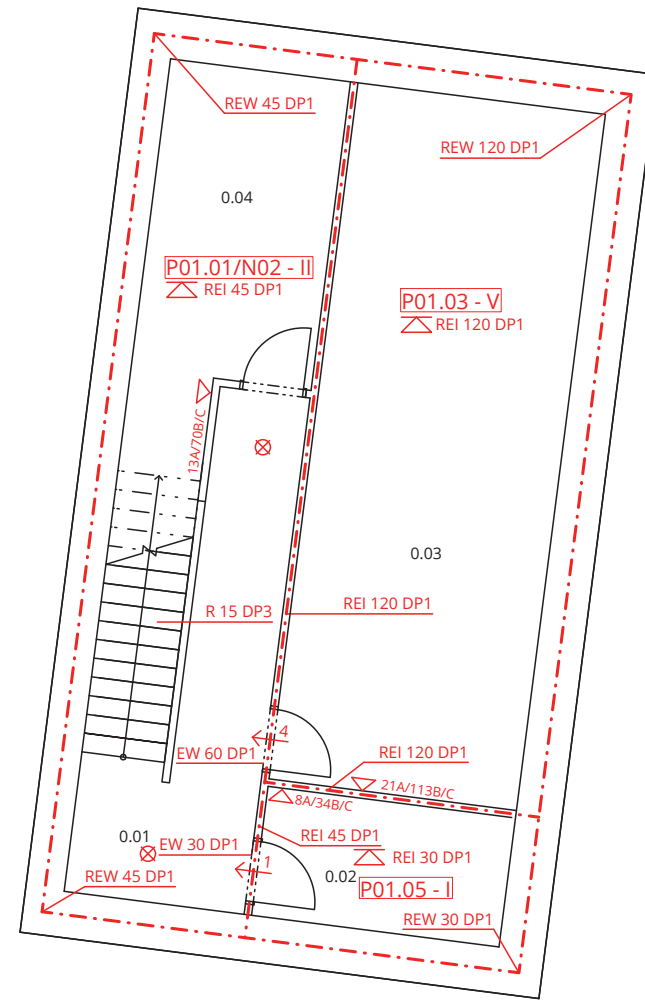 REW 45 DP1
REW 120 DP1
0.04
P01.01/N02 - II
REI 45 DP1
P01.03 - V
REI 120 DP1
13A/70B/C
0.03
REI 120 DP1
R 15 DP3
4
EW 60 DP1
REI 120 DP1
21A/113B/C
8A/34B/C
0.01
REI 45 DP1
EW 30 DP1
REI 30 DP1
1
0.02
REW 45 DP1
P01.05 - I
REW 30 DP1